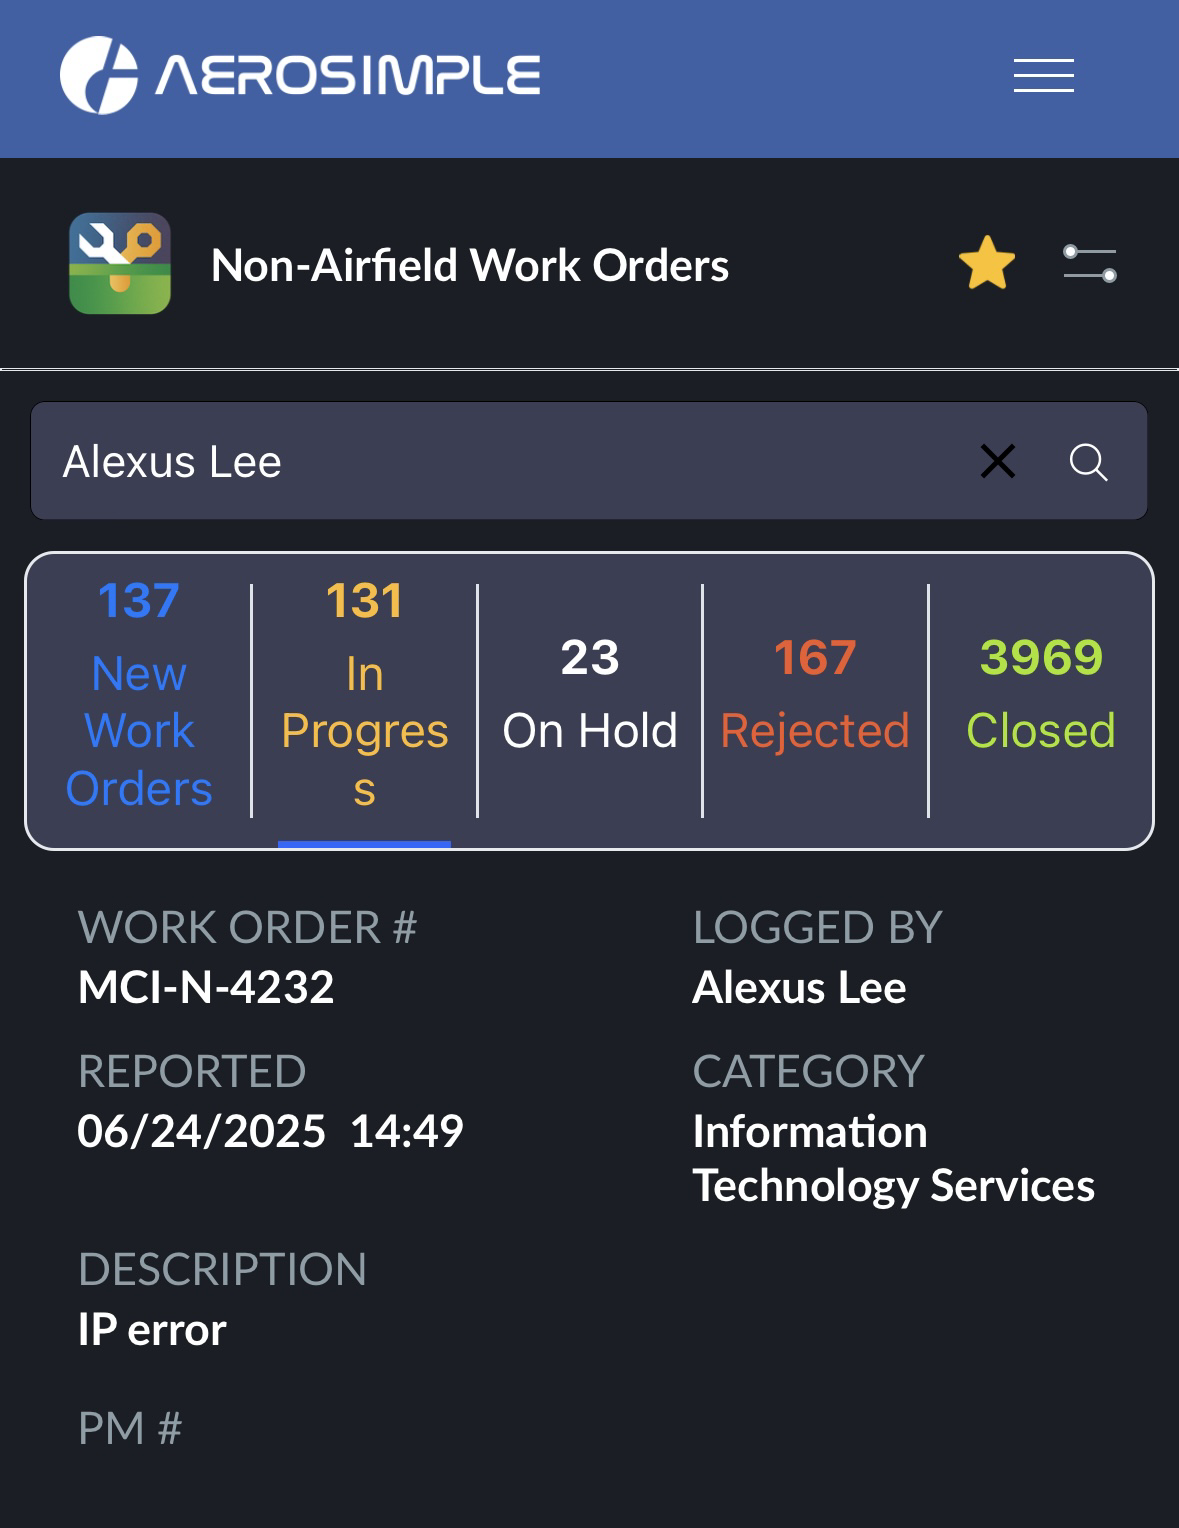 AEROSIMPLE
Non-Airfield Work Orders
Alexus Lee
137
New
Work
Orders
131
In
Progres
s
23
On Hold
167
Rejected
3969
Closed
WORK ORDER #
MCI-N-4232
LOGGED BY
Alexus Lee
REPORTED
06/24/2025 14:49
CATEGORY
Information
Technology Services
DESCRIPTION
IP error
PM #